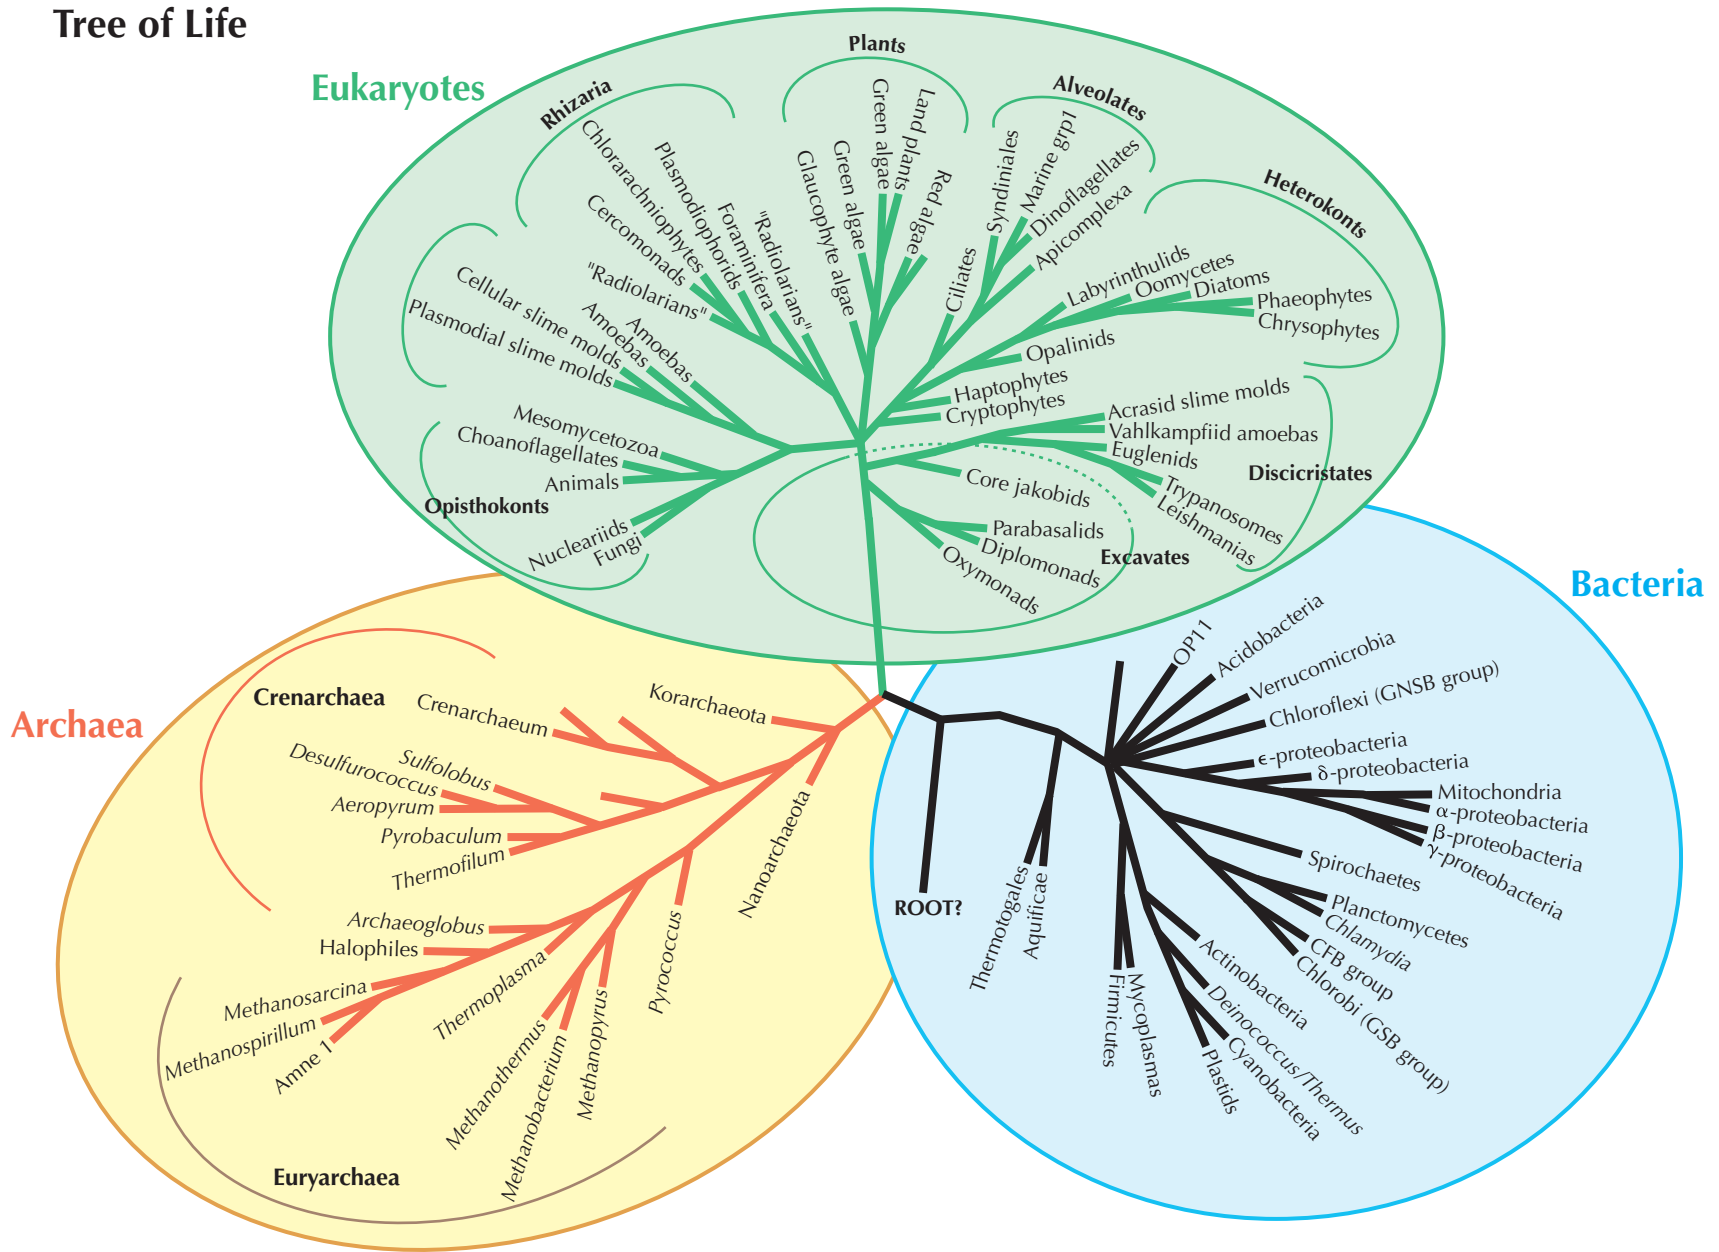 Tree of Life
Eukaryotes
Rhizaria
Plants
Alveolates
Heterokonts
Plasmodial slime molds
Cellular slime molds
Amoebas
Amoebas
"Radiolarians"
Cercomonads
Chlorarachniophytes
Plasmodiophorids
Foraminifera
"Radiolarians"
Glaucophyte algae
Green algae
Green algae
Land plants
Red algae
Ciliates
Syndiniales
Marine grp1
Dinoflagellates
Apicomplexa
Labyrinthulids
Oomycetes
Diatoms
Phaeophytes
Chrysophytes
Opalinids
Haptophytes
Cryptophytes
Acrasid slime molds
Vahlkampfiid amoebas
Euglenids
Trypanosomes
Leishmanias
Discicristates
Core jakobids
Parabasalids
Diplomonads
Oxymonads
Excavates
Mesomycetozoa
Choanoflagellates
Animals
Opisthokonts
Nucleariids
Fungi
Archaea
Crenarchaea
Korarchaeota
Crenarchaeum
Sulfolobus
Desulfurococcus
Aeropyrum
Pyrobaculum
Thermofilum
Nanoarchaeota
Archaeoglobus
Halophiles
Methanosarcina
Methanospirillum
Amne 1
Thermoplasma
Methanothermus
Methanobacterium
Methanopyrus
Pyrococcus
Euryarchaea
Bacteria
ROOT?
Thermotogales
Aquificae
OP11
Acidobacteria
Verrucomicrobia
Chloroflexi (GNSB group)
ϵ-proteobacteria
δ-proteobacteria
Mitochondria
α-proteobacteria
β-proteobacteria
γ-proteobacteria
Spirochaetes
Planctomycetes
Chlamydia
CFB group
Chlorobi (GSB group)
Actinobacteria
Deinococcus/Thermus
Cyanobacteria
Plastids
Mycoplasmas
Firmicutes